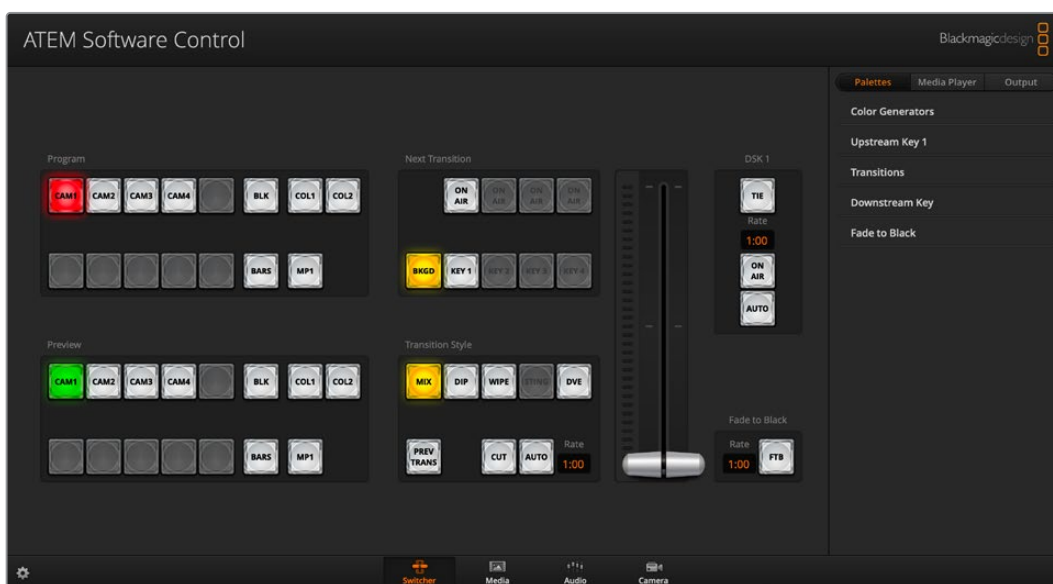 ATEM Software Control
Blackmagicdesign
Palettes Media Player Output
Color Generators
Upstream Key 1
Transitions
Downstream Key
Fade to Black
Program
CAM1 CAM2 CAM3 CAM4 BLK COL1 COL2
BARS MP1
Next Transition
ON AIR ON AIR ON AIR ON AIR
BKGD KEY 1 KEY 2 KEY 3 KEY 4
DSK 1
TIE
Rate
1:00
ON AIR
AUTO
Preview
CAM1 CAM2 CAM3 CAM4 BLK COL1 COL2
BARS MP1
Transition Style
MIX DIP WIPE STING DVE
PREV TRANS CUT AUTO Rate 1:00
Fade to Black
Rate
1:00 FTB
Switcher Media Audio Camera